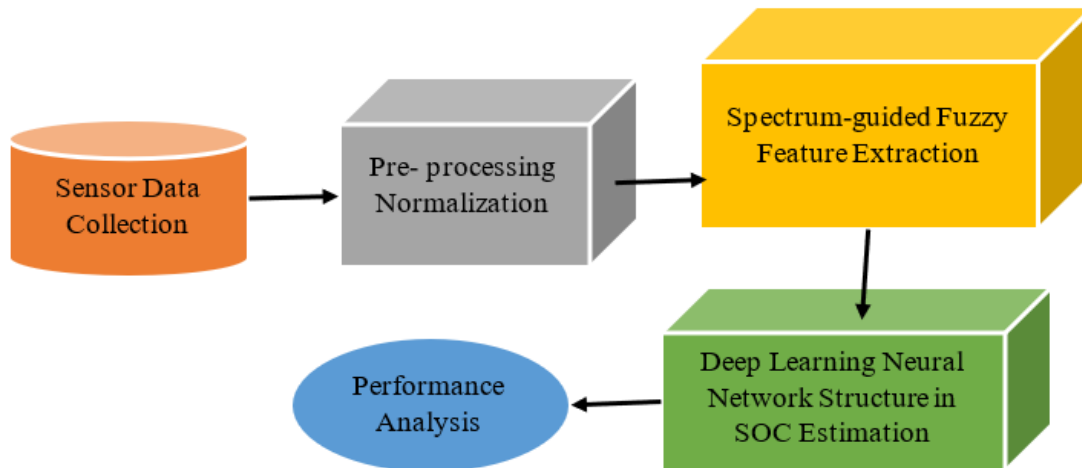 Sensor Data
Collection
Pre- processing
Normalization
Spectrum-guided Fuzzy
Feature Extraction
Deep Learning Neural
Network Structure in
SOC Estimation
Performance
Analysis